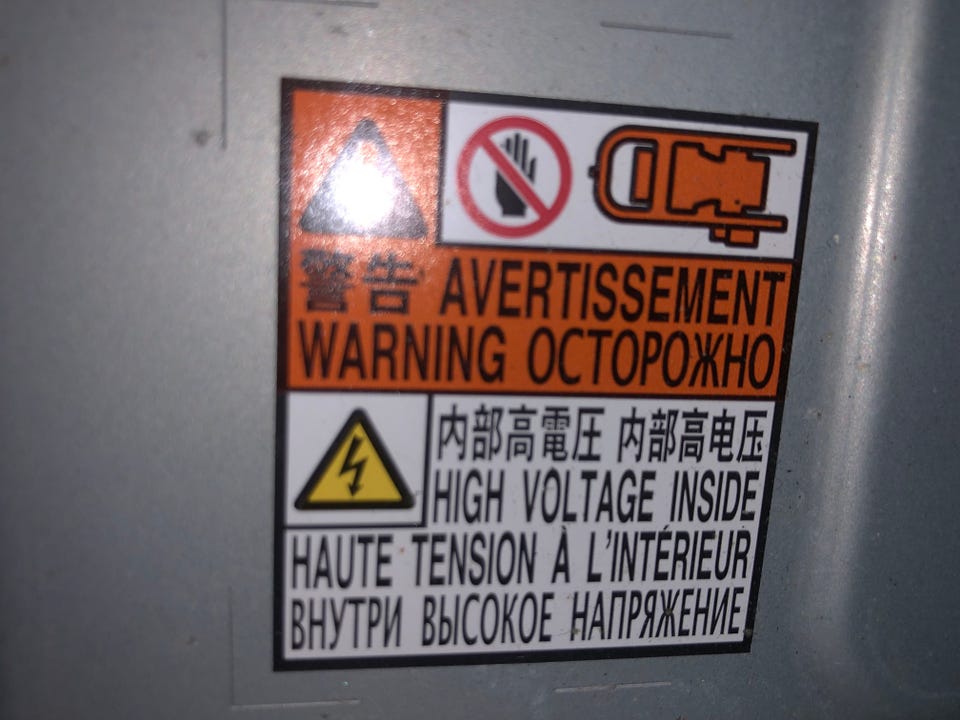 警告 AVERTISSEMENT
WARNING ОСТОРОЖНО
内部高電圧 内部高电压
HIGH VOLTAGE INSIDE
HAUTE TENSION À L'INTÉRIEUR
ВНУТРИ ВЫСОКОЕ НАПРЯЖЕНИЕ